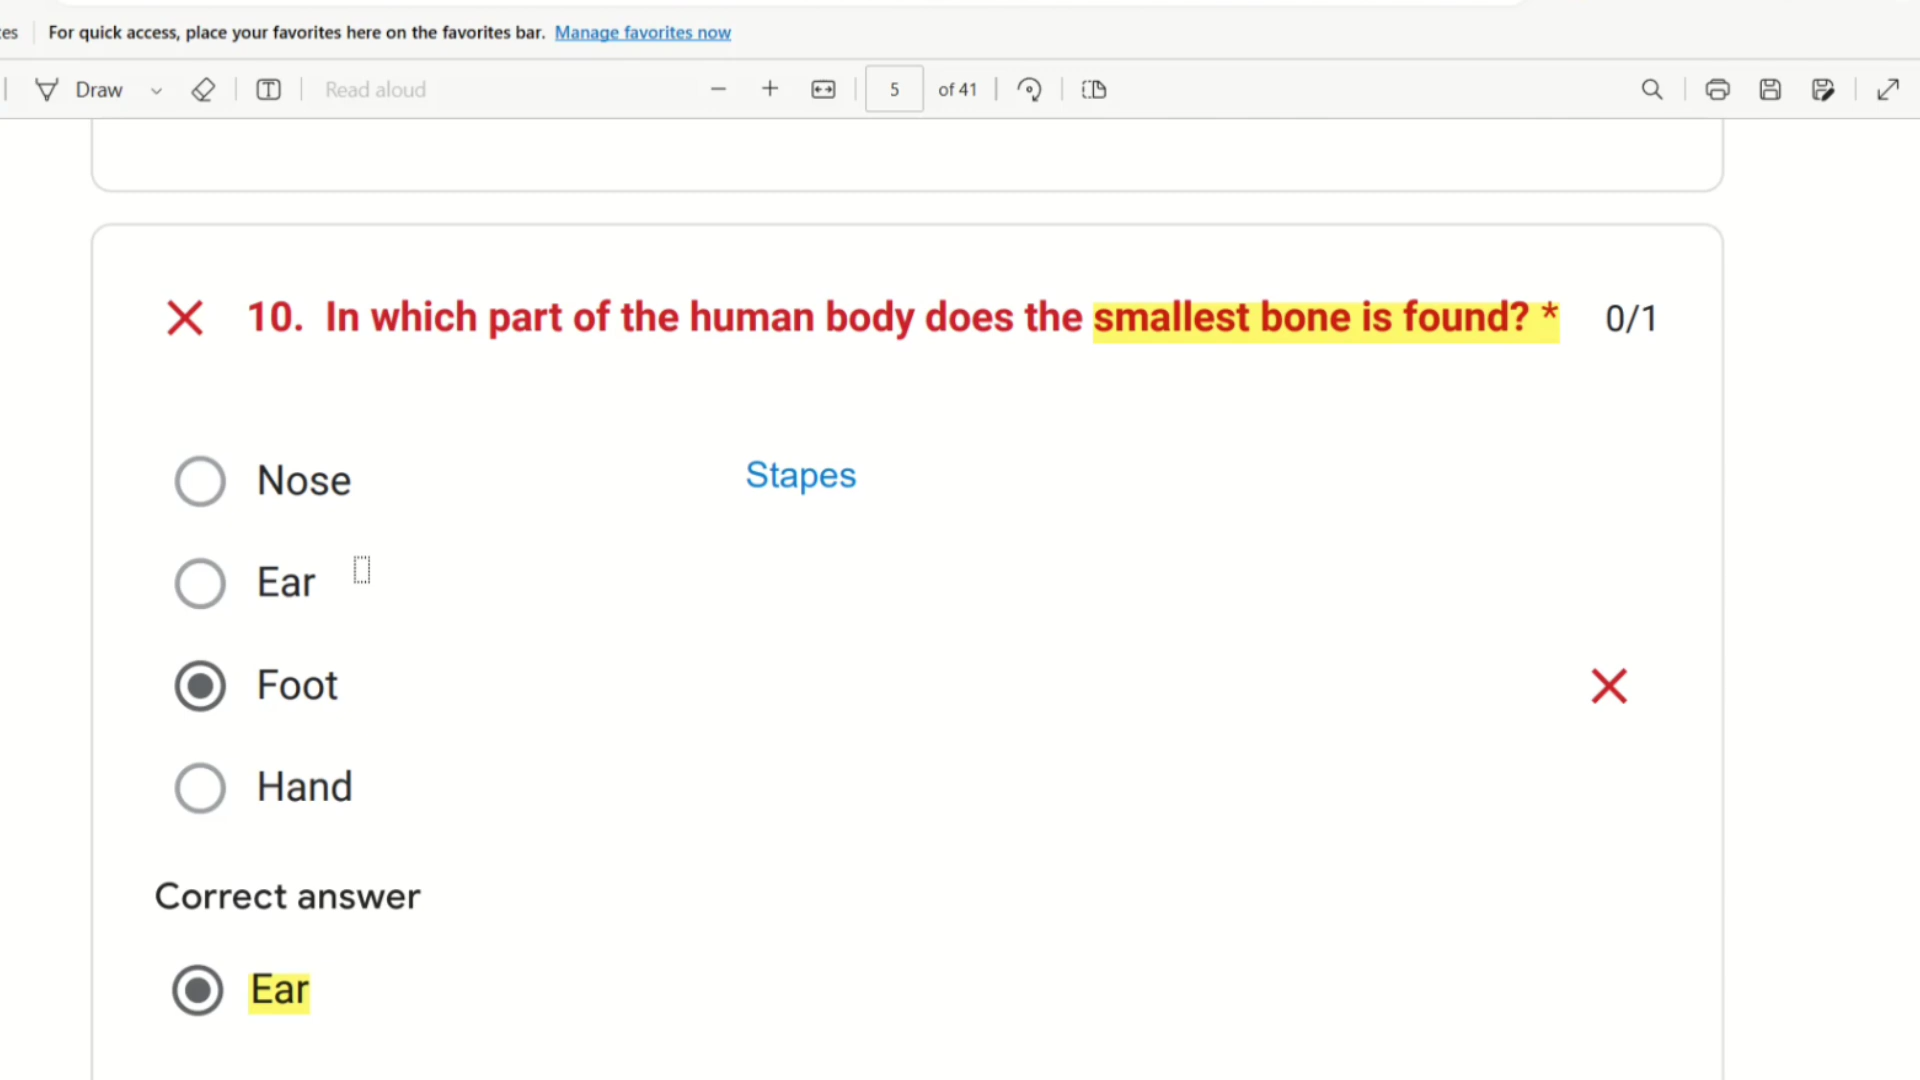 es For quick access, place your favorites here on the favorites bar. Manage favorites now
Draw Read aloud 5 of 41
10. In which part of the human body does the smallest bone is found? * 0/1
Nose Stapes
Ear
Foot
Hand
Correct answer
Ear